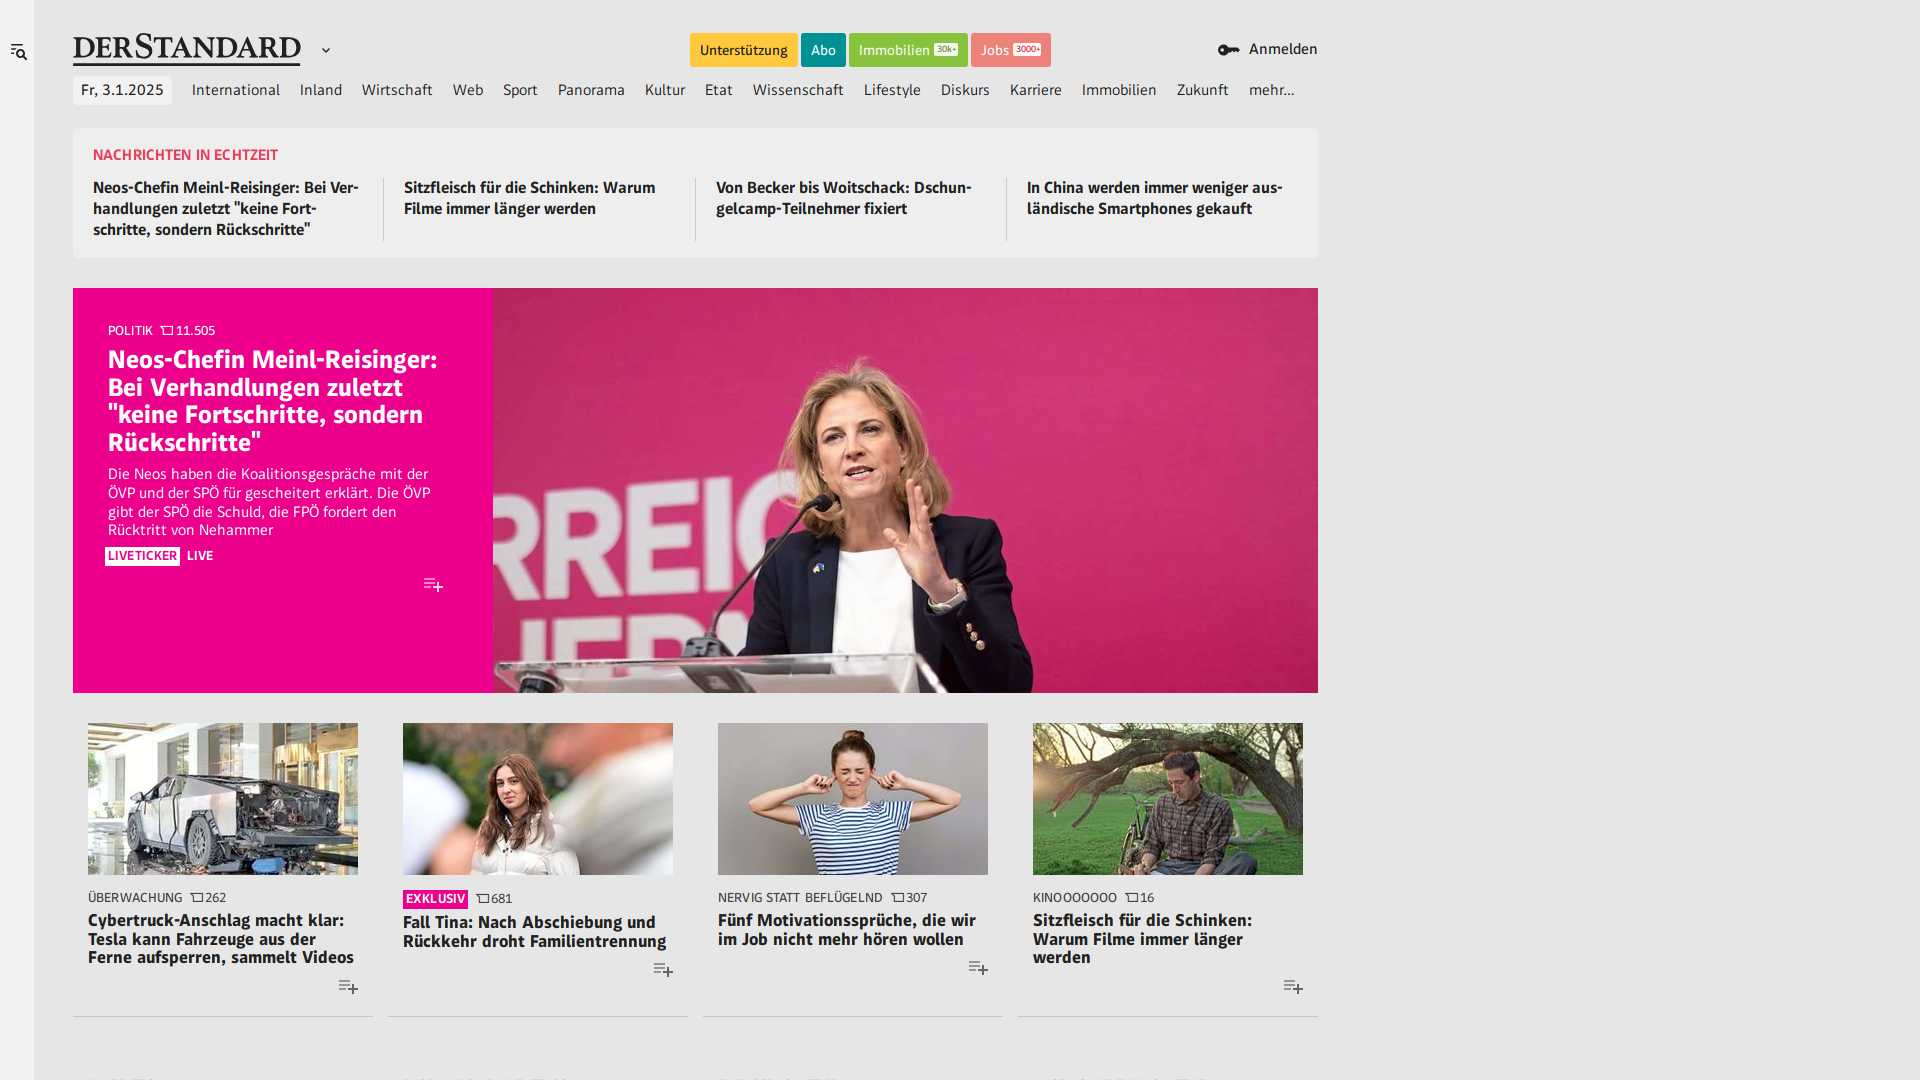 DERSTANDARD
Unterstützung
Abo
Immobilien 30k+
Jobs 3000+
Anmelden
Fr, 3.1.2025
International
Inland
Wirtschaft
Web
Sport
Panorama
Kultur
Etat
Wissenschaft
Lifestyle
Diskurs
Karriere
Immobilien
Zukunft
mehr...
NACHRICHTEN IN ECHTZEIT
Neos-Chefin Meinl-Reisinger: Bei Ver-
handlungen zuletzt "keine Fort-
schritte, sondern Rückschritte"
Sitzfleisch für die Schinken: Warum
Filme immer länger werden
Von Becker bis Woitschack: Dschun-
gelcamp-Teilnehmer fixiert
In China werden immer weniger aus-
ländische Smartphones gekauft
POLITIK 11.505
Neos-Chefin Meinl-Reisinger:
Bei Verhandlungen zuletzt
"keine Fortschritte, sondern
Rückschritte"
Die Neos haben die Koalitionsgespräche mit der
ÖVP und der SPÖ für gescheitert erklärt. Die ÖVP
gibt der SPÖ die Schuld, die FPÖ fordert den
Rücktritt von Nehammer
LIVETICKER LIVE
RREIC
ÜBERWACHUNG 262
Cybertruck-Anschlag macht klar:
Tesla kann Fahrzeuge aus der
Ferne aufsperren, sammelt Videos
EXKLUSIV 681
Fall Tina: Nach Abschiebung und
Rückkehr droht Familientrennung
NERVIG STATT BEFLÜGELND 307
Fünf Motivationssprüche, die wir
im Job nicht mehr hören wollen
KINOOOOOOO 16
Sitzfleisch für die Schinken:
Warum Filme immer länger
werden